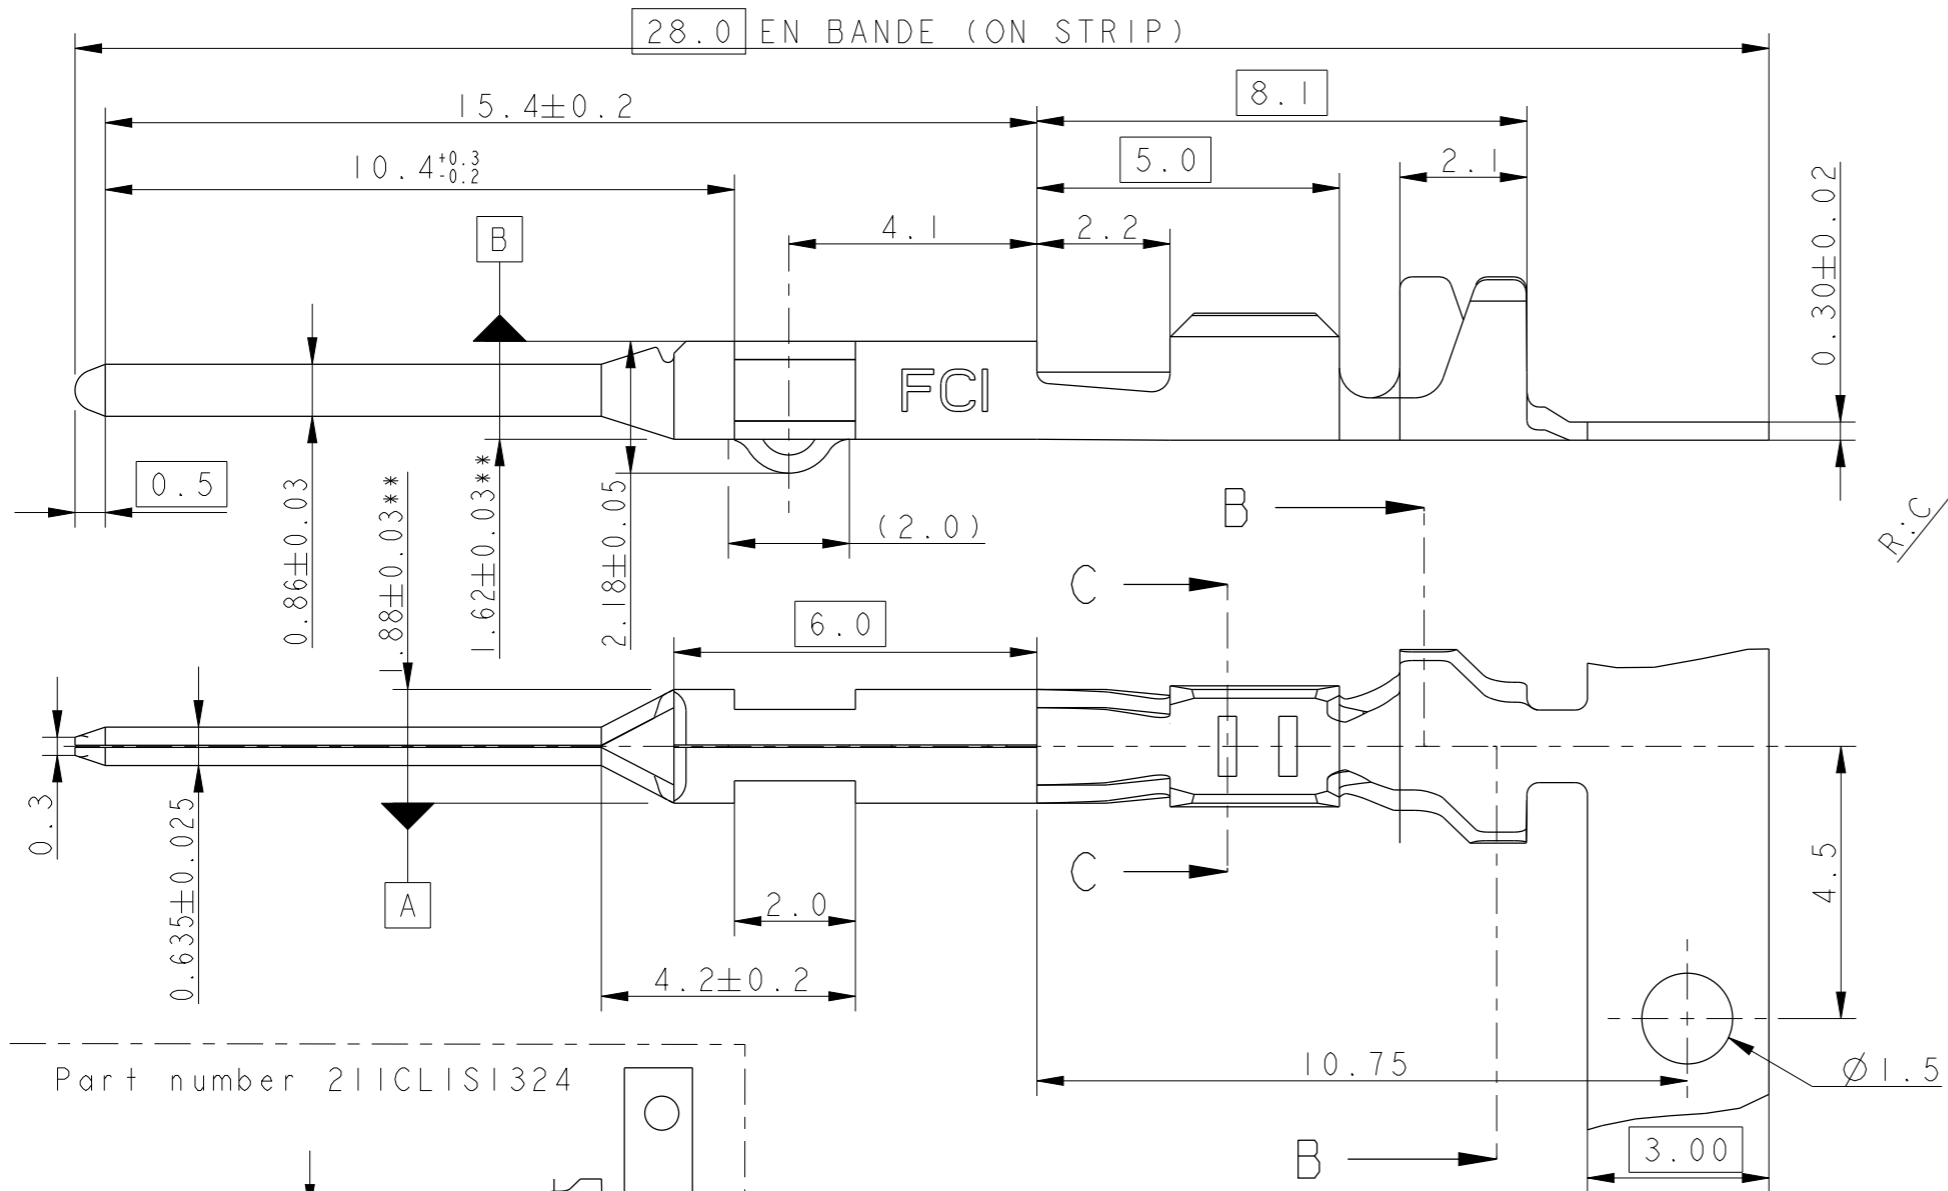 28.0 EN BANDE (ON STRIP)
15.4±0.2
8.1
10.4 +0.3 -0.2
5.0
2.1
4.1
2.2
0.30±0.02
B
FCI
0.5
0.86±0.03
1.88±0.03**
1.62±0.03**
2.18±0.05
(2.0)
B
R:C
C
6.0
0.3
0.635±0.025
A
C
2.0
4.2±0.2
4.5
10.75
Ø1.5
Part number 211CL1S1324
B
3.00